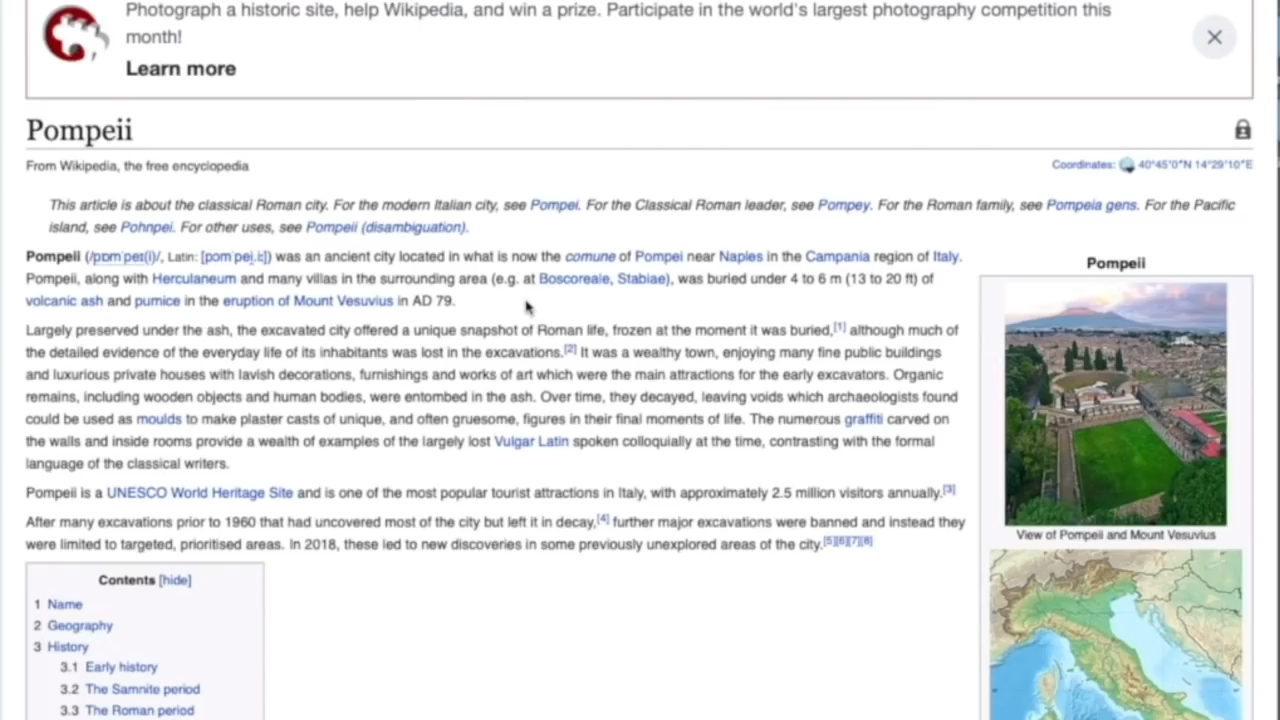 Photograph a historic site, help Wikipedia, and win a prize. Participate in the world's largest photography competition this
month!
Learn more
Pompeii
From Wikipedia, the free encyclopedia
Coordinates: 40°45′0″N 14°29′10″E
This article is about the classical Roman city. For the modern Italian city, see Pompei. For the Classical Roman leader, see Pompey. For the Roman family, see Pompeia gens. For the Pacific
island, see Pohnpei. For other uses, see Pompeii (disambiguation).
Pompeii (/pɒmˈpeɪ(i)/, Latin: [pɔmˈpei̯.iː]) was an ancient city located in what is now the comune of Pompei near Naples in the Campania region of Italy.
Pompeii, along with Herculaneum and many villas in the surrounding area (e.g. at Boscoreale, Stabiae), was buried under 4 to 6 m (13 to 20 ft) of
volcanic ash and pumice in the eruption of Mount Vesuvius in AD 79.
Largely preserved under the ash, the excavated city offered a unique snapshot of Roman life, frozen at the moment it was buried,[1] although much of
the detailed evidence of the everyday life of its inhabitants was lost in the excavations.[2] It was a wealthy town, enjoying many fine public buildings
and luxurious private houses with lavish decorations, furnishings and works of art which were the main attractions for the early excavators. Organic
remains, including wooden objects and human bodies, were entombed in the ash. Over time, they decayed, leaving voids which archaeologists found
could be used as moulds to make plaster casts of unique, and often gruesome, figures in their final moments of life. The numerous graffiti carved on
the walls and inside rooms provide a wealth of examples of the largely lost Vulgar Latin spoken colloquially at the time, contrasting with the formal
language of the classical writers.
Pompeii is a UNESCO World Heritage Site and is one of the most popular tourist attractions in Italy, with approximately 2.5 million visitors annually.[3]
After many excavations prior to 1960 that had uncovered most of the city but left it in decay,[4] further major excavations were banned and instead they
were limited to targeted, prioritised areas. In 2018, these led to new discoveries in some previously unexplored areas of the city.[5][6][7][8]
Pompeii
View of Pompeii and Mount Vesuvius
Contents [hide]
1 Name
2 Geography
3 History
3.1 Early history
3.2 The Samnite period
3.3 The Roman period